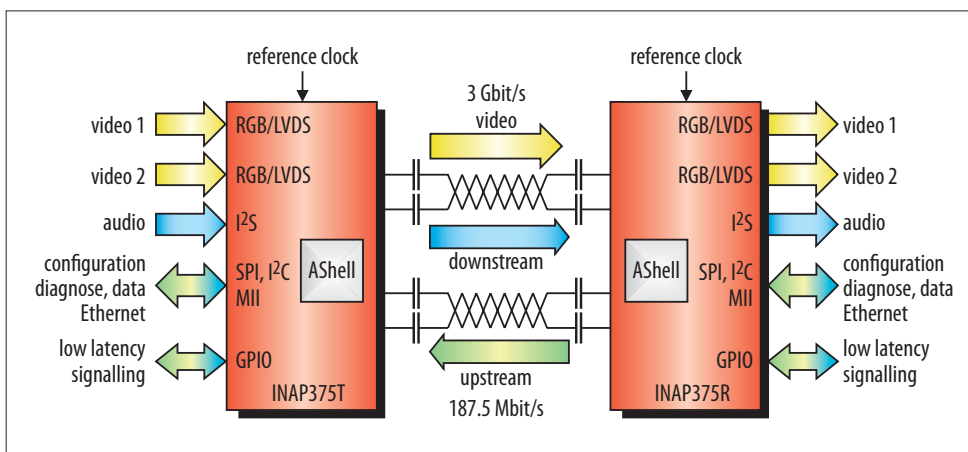 reference clock
reference clock
3 Gbit/s
video
video 1
RGB/LVDS
RGB/LVDS
video 1
video 2
RGB/LVDS
RGB/LVDS
video 2
audio
I²S
I²S
audio
downstream
configuration
diagnose, data
Ethernet
SPI, I²C
MII
AShell
AShell
SPI, I²C
MII
configuration
diagnose, data
Ethernet
low latency
signalling
GPIO
GPIO
low latency
signalling
upstream
INAP375T
INAP375R
187.5 Mbit/s